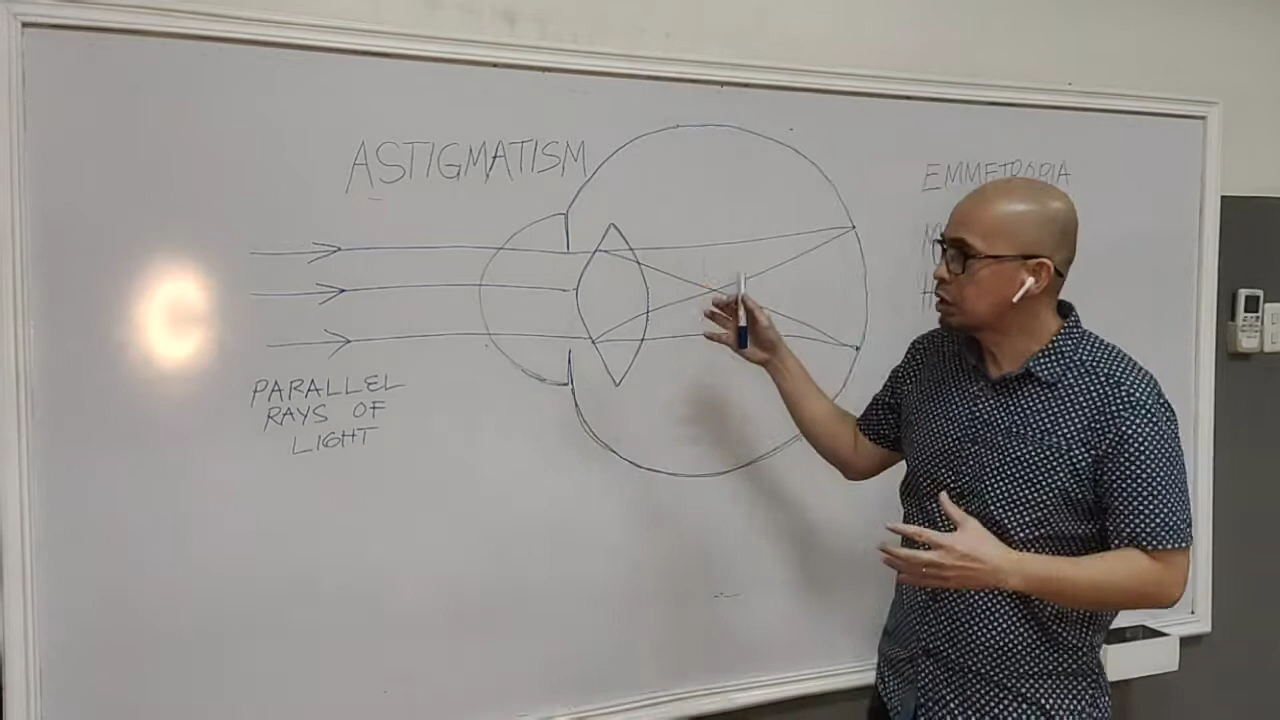 ASTIGMATISM
EMMETROPIA
PARALLEL
RAYS OF
LIGHT